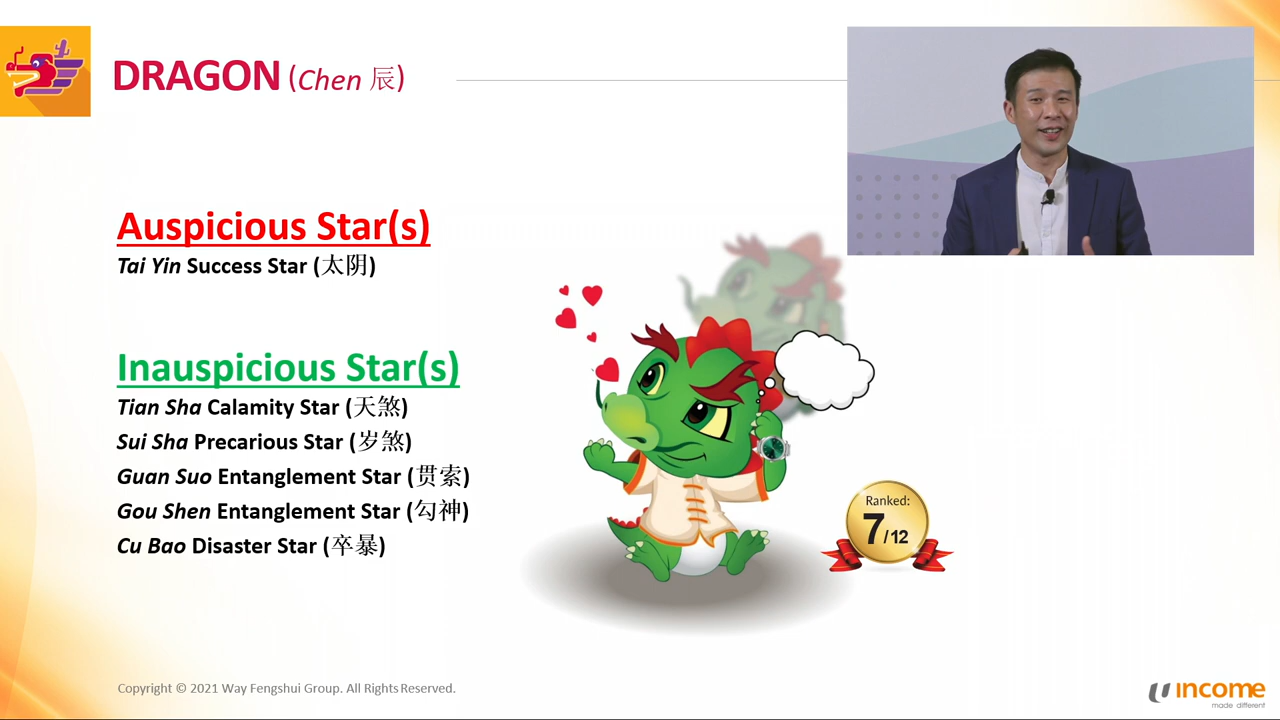 DRAGON (Chen 辰)
Auspicious Star(s)
Tai Yin Success Star (太阴)
Inauspicious Star(s)
Tian Sha Calamity Star (天煞)
Sui Sha Precarious Star (岁煞)
Guan Suo Entanglement Star (贯索)
Gou Shen Entanglement Star (勾神)
Cu Bao Disaster Star (卒暴)
Ranked:
7/12
Copyright © 2021 Way Fengshui Group. All Rights Reserved.
income
made different